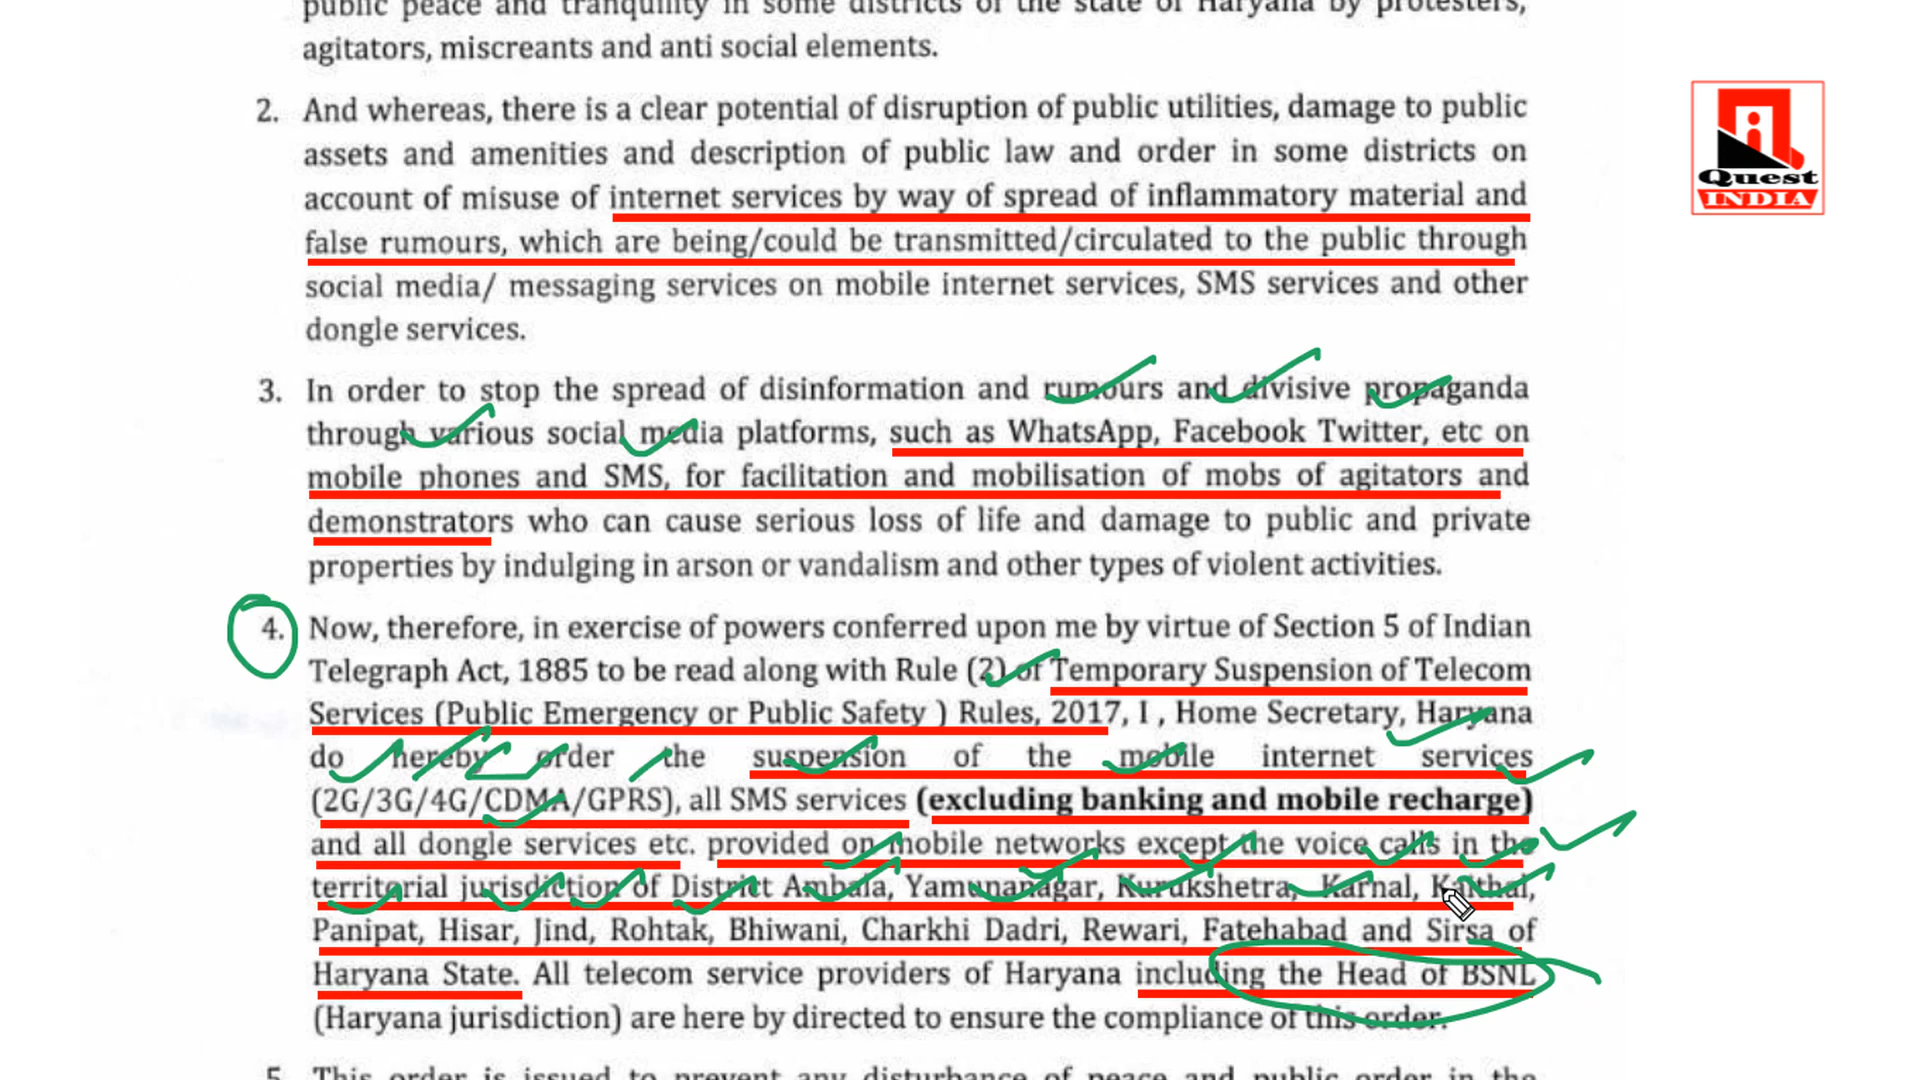 public peace and tranquility in some districts of the state of Haryana by protesters,
agitators, miscreants and anti social elements.
2. And whereas, there is a clear potential of disruption of public utilities, damage to public
assets and amenities and description of public law and order in some districts on
account of misuse of internet services by way of spread of inflammatory material and
false rumours, which are being/could be transmitted/circulated to the public through
social media/ messaging services on mobile internet services, SMS services and other
dongle services.
3. In order to stop the spread of disinformation and rumours and divisive propaganda
through various social media platforms, such as WhatsApp, Facebook Twitter, etc on
mobile phones and SMS, for facilitation and mobilisation of mobs of agitators and
demonstrators who can cause serious loss of life and damage to public and private
properties by indulging in arson or vandalism and other types of violent activities.
4. Now, therefore, in exercise of powers conferred upon me by virtue of Section 5 of Indian
Telegraph Act, 1885 to be read along with Rule (2) of Temporary Suspension of Telecom
Services (Public Emergency or Public Safety ) Rules, 2017, I , Home Secretary, Haryana
do hereby order the suspension of the mobile internet services
(2G/3G/4G/CDMA/GPRS), all SMS services (excluding banking and mobile recharge)
and all dongle services etc. provided on mobile networks except the voice calls in the
territorial jurisdiction of District Ambala, Yamunanagar, Kurukshetra, Karnal, Kaithal,
Panipat, Hisar, Jind, Rohtak, Bhiwani, Charkhi Dadri, Rewari, Fatehabad and Sirsa of
Haryana State. All telecom service providers of Haryana including the Head of BSNL
(Haryana jurisdiction) are here by directed to ensure the compliance of this order.
5. This order is issued to prevent any disturbance of peace and public order in the
Quest
INDIA